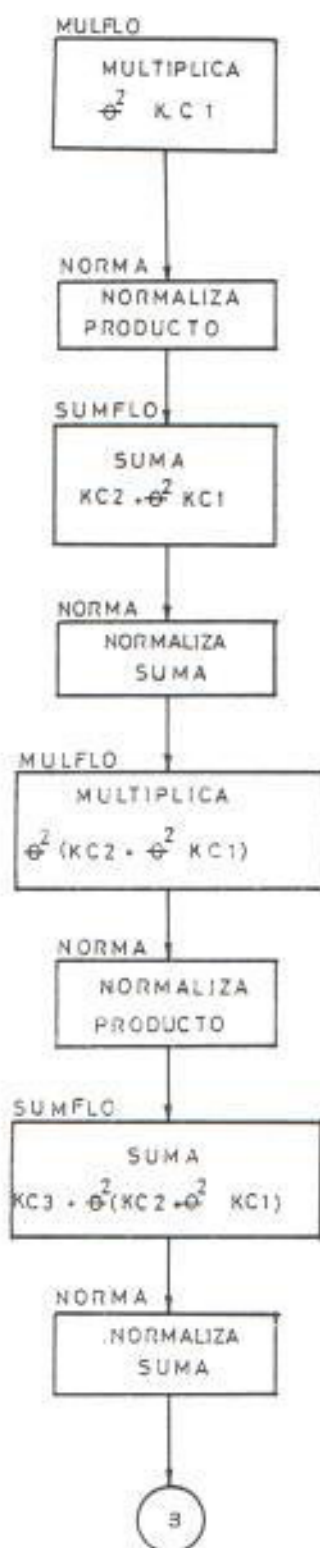 MULFLO
MULTIPLICA
Θ² KC1
NORMA
NORMALIZA
PRODUCTO
SUMFLO
SUMA
KC2 + Θ² KC1
NORMA
NORMALIZA
SUMA
MULFLO
MULTIPLICA
Θ² (KC2 + Θ² KC1)
NORMA
NORMALIZA
PRODUCTO
SUMFLO
SUMA
KC3 + Θ² (KC2 + Θ² KC1)
NORMA
NORMALIZA
SUMA
3